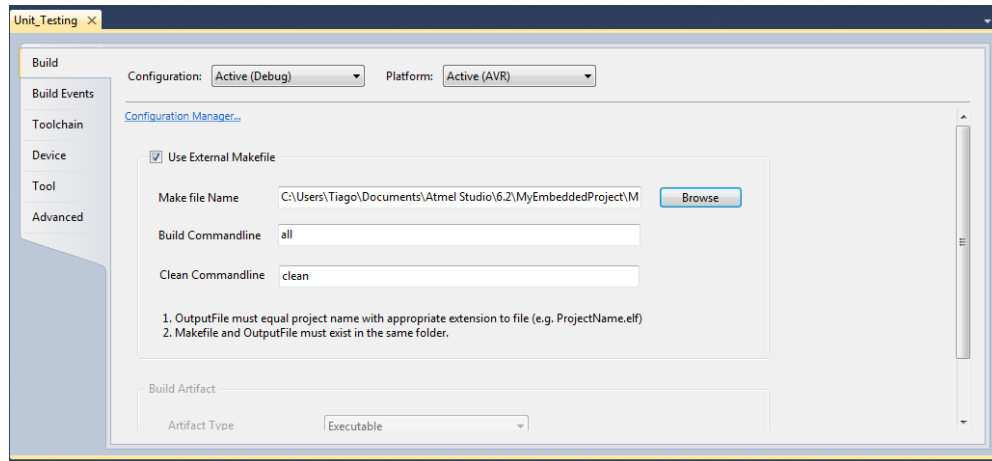 Unit_Testing
Build
Configuration: Active (Debug) Platform: Active (AVR)
Build Events
Configuration Manager...
Toolchain
Device
Use External Makefile
Tool
Make file Name C:\Users\Tiago\Documents\Atmel Studio\6.2\MyEmbeddedProject\M Browse
Advanced
Build Commandline all
Clean Commandline clean
1. OutputFile must equal project name with appropriate extension to file (e.g. ProjectName.elf)
2. Makefile and OutputFile must exist in the same folder.
Build Artifact
Artifact Type Executable